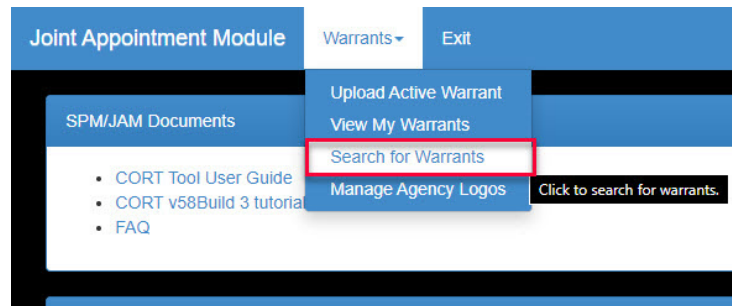 Joint Appointment Module Warrants Exit
Upload Active Warrant
SPM/JAM Documents
View My Warrants
Search for Warrants
CORT Tool User Guide
Manage Agency Logos
Click to search for warrants.
CORT v58Build 3 tutorial
FAQ